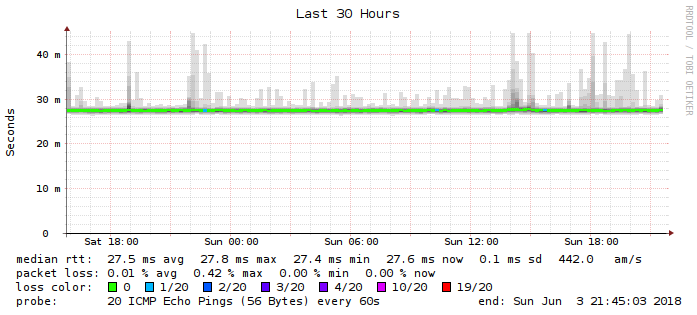 Last 30 Hours
RRDTOOL / TOBI OETIKER
Seconds
40 m
30 m
20 m
10 m
0
Sat 18:00 Sun 00:00 Sun 06:00 Sun 12:00 Sun 18:00
median rtt: 27.5 ms avg 27.8 ms max 27.4 ms min 27.6 ms now 0.1 ms sd 442.0 am/s
packet loss: 0.01 % avg 0.42 % max 0.00 % min 0.00 % now
loss color: 0 1/20 2/20 3/20 4/20 10/20 19/20
probe: 20 ICMP Echo Pings (56 Bytes) every 60s end: Sun Jun 3 21:45:03 2018